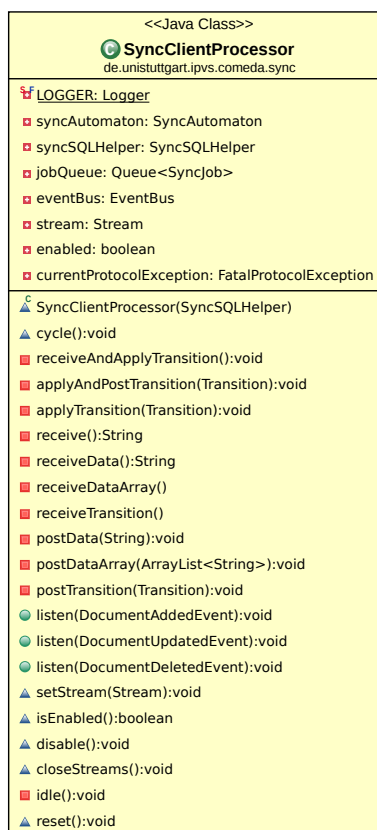 <<Java Class>>
C SyncClientProcessor
de.unistuttgart.ipvs.comeda.sync
S F LOGGER: Logger
syncAutomaton: SyncAutomaton
syncSQLHelper: SyncSQLHelper
jobQueue: Queue<SyncJob>
eventBus: EventBus
stream: Stream
enabled: boolean
currentProtocolException: FatalProtocolException
C SyncClientProcessor(SyncSQLHelper)
cycle():void
receiveAndApplyTransition():void
applyAndPostTransition(Transition):void
applyTransition(Transition):void
receive():String
receiveData():String
receiveDataArray()
receiveTransition()
postData(String):void
postDataArray(ArrayList<String>):void
postTransition(Transition):void
listen(DocumentAddedEvent):void
listen(DocumentUpdatedEvent):void
listen(DocumentDeletedEvent):void
setStream(Stream):void
isEnabled():boolean
disable():void
closeStreams():void
idle():void
reset():void